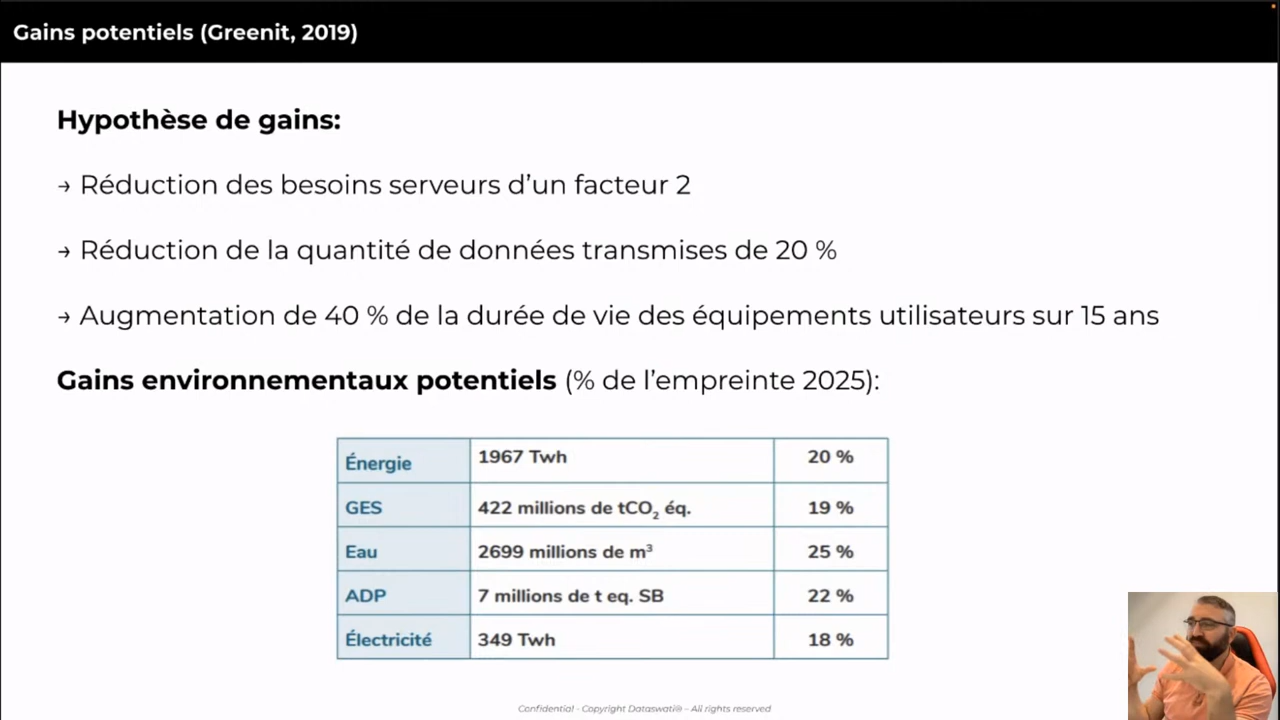 Gains potentiels (Greenit, 2019)
Hypothèse de gains:
→ Réduction des besoins serveurs d’un facteur 2
→ Réduction de la quantité de données transmises de 20 %
→ Augmentation de 40 % de la durée de vie des équipements utilisateurs sur 15 ans
Gains environnementaux potentiels (% de l’empreinte 2025):
Énergie 1967 Twh 20 %
GES 422 millions de tCO₂ éq. 19 %
Eau 2699 millions de m³ 25 %
ADP 7 millions de t eq. SB 22 %
Électricité 349 Twh 18 %
Confidential - Copyright Dataswati® - All rights reserved